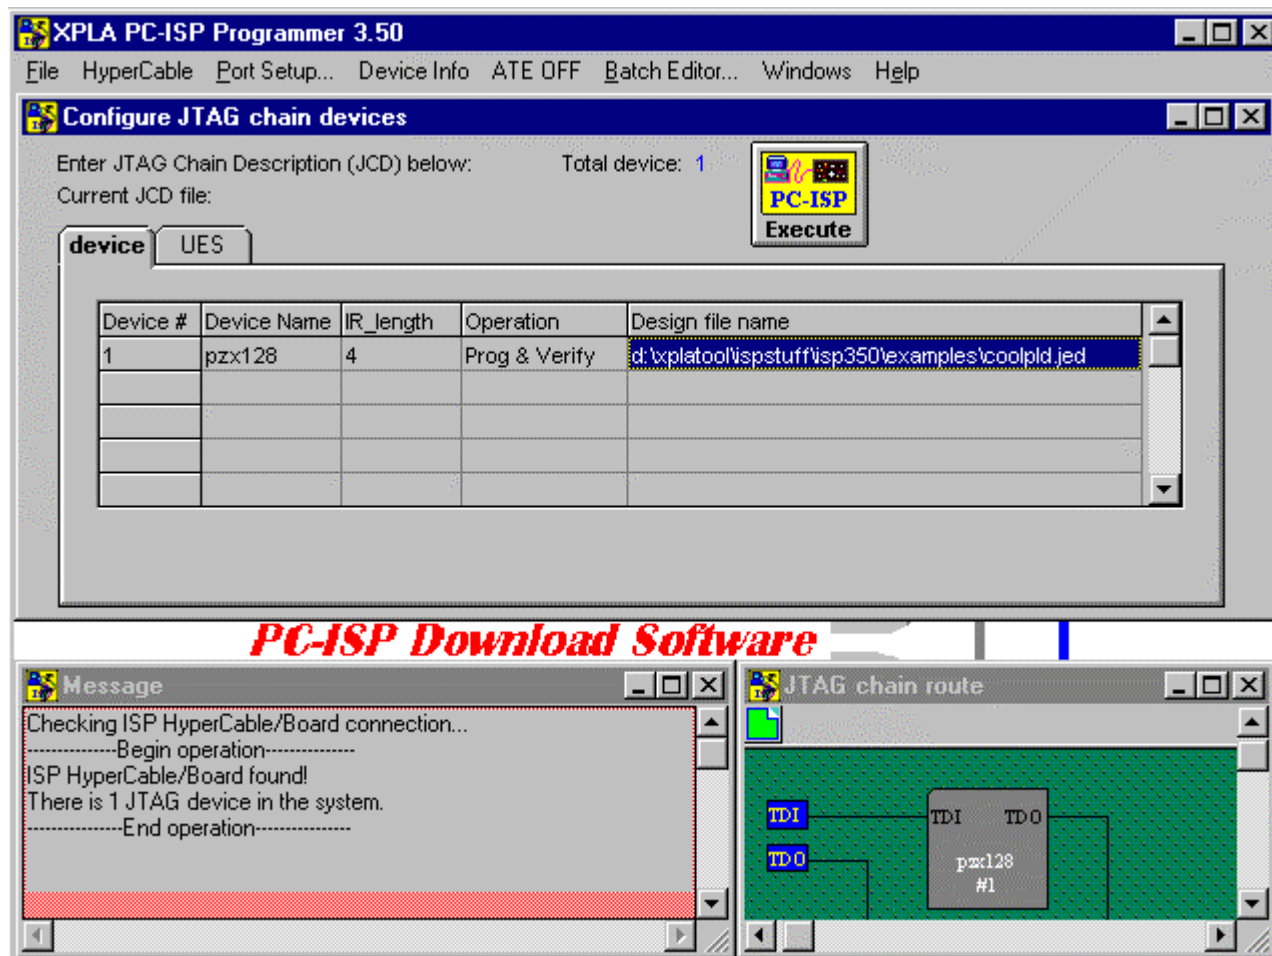 XPLA PC-ISP Programmer 3.50
File HyperCable Port Setup... Device Info ATE OFF Batch Editor... Windows Help
Configure JTAG chain devices
Enter JTAG Chain Description (JCD) below: Total device: 1
Current JCD file:
PC-ISP
Execute
device UES
Device # Device Name IR_length Operation Design file name
1 pzx128 4 Prog & Verify d:\xplatool\ispstuff\isp350\examples\coolpld.jed
PC-ISP Download Software
Message
Checking ISP HyperCable/Board connection...
---------------Begin operation---------------
ISP HyperCable/Board found!
There is 1 JTAG device in the system.
----------------End operation----------------
JTAG chain route
TDI TDI TDO
TDO pzx128
#1